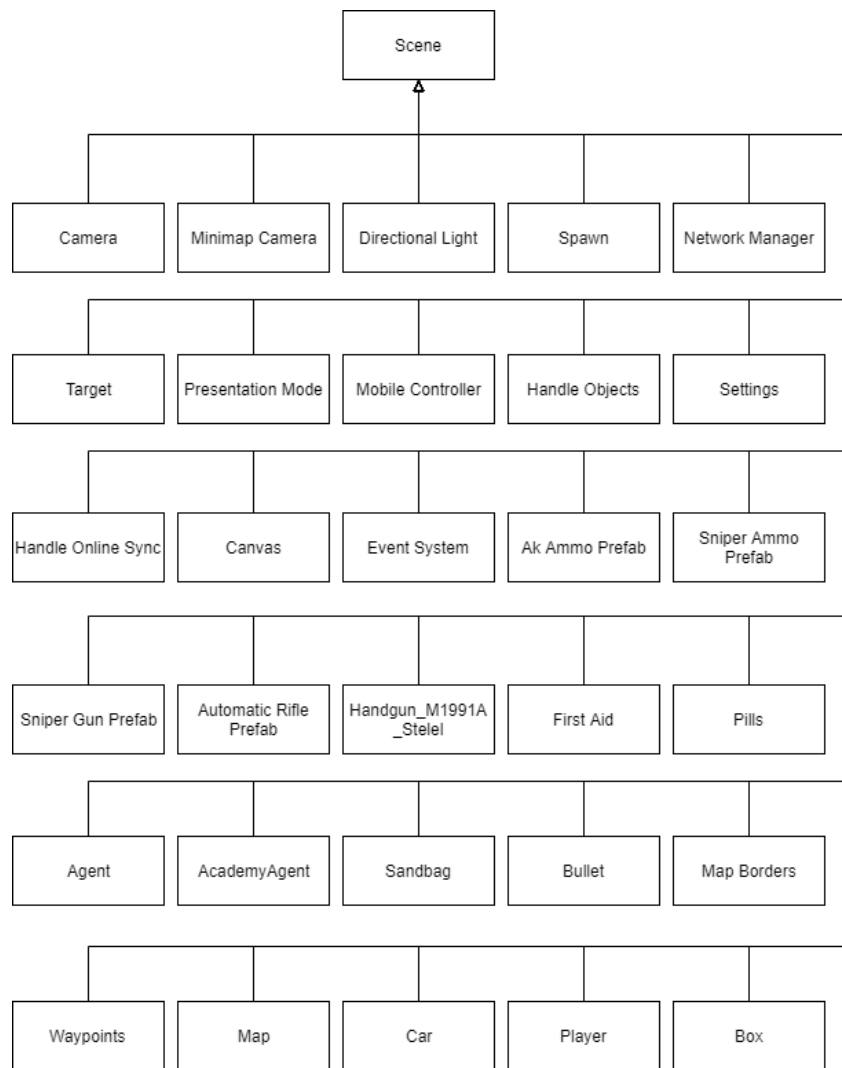 Scene
Camera
Minimap Camera
Directional Light
Spawn
Network Manager
Target
Presentation Mode
Mobile Controller
Handle Objects
Settings
Handle Online Sync
Canvas
Event System
Ak Ammo Prefab
Sniper Ammo
Prefab
Sniper Gun Prefab
Automatic Rifle
Prefab
Handgun_M1991A
_Stelel
First Aid
Pills
Agent
AcademyAgent
Sandbag
Bullet
Map Borders
Waypoints
Map
Car
Player
Box